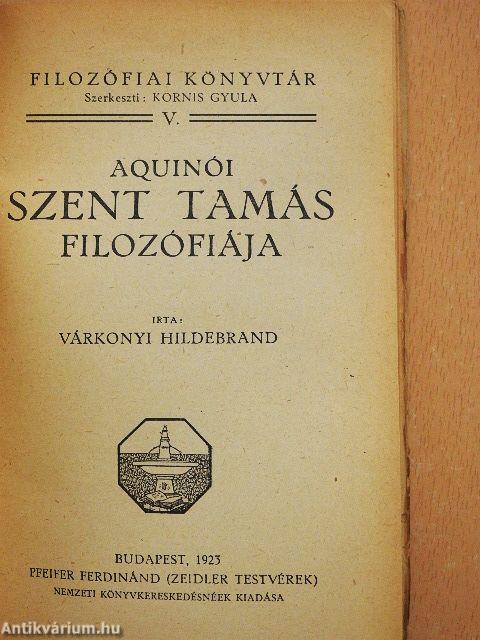 FILOZÓFIAI KÖNYVTÁR
Szerkeszti: KORNIS GYULA
V.
AQUINÓI
SZENT TAMÁS
FILOZÓFIÁJA
IRTA:
VÁRKONYI HILDEBRAND
BUDAPEST, 1923
PFEIFER FERDINÁND (ZEIDLER TESTVÉREK)
NEMZETI KÖNYVKERESKEDÉSNÉEK KIADÁSA
Antikvárium.hu